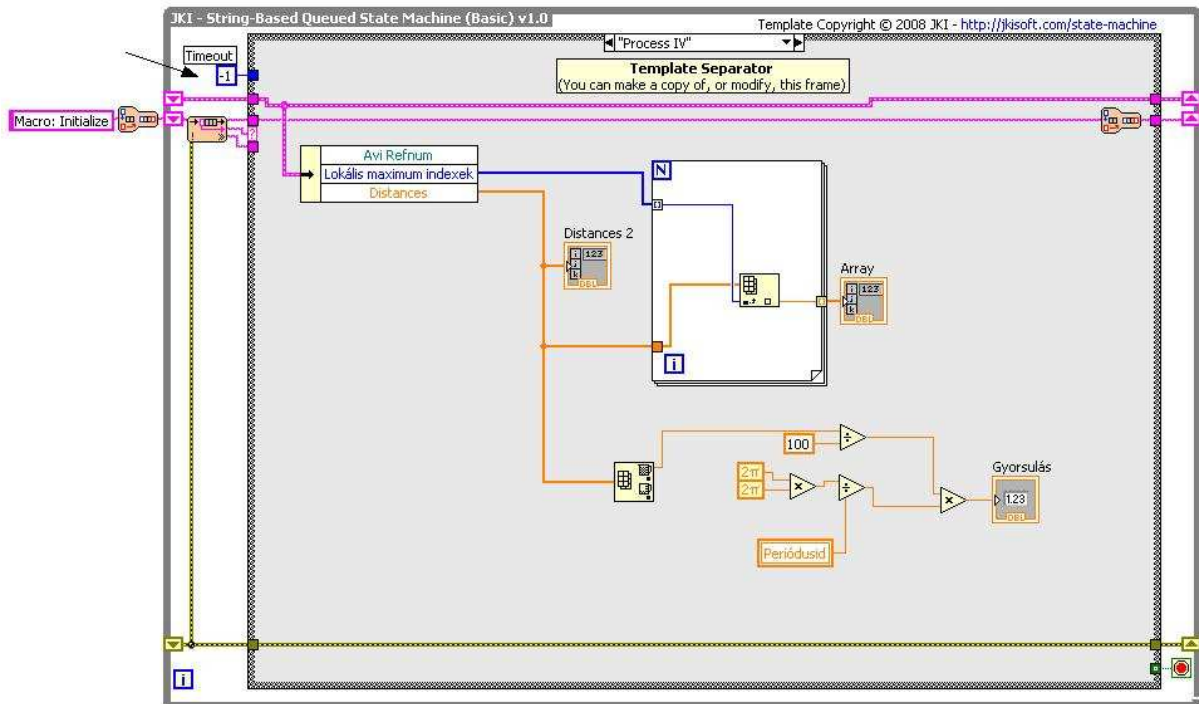 JKI - String-Based Queued State Machine (Basic) v1.0
Template Copyright © 2008 JKI - http://jkisoft.com/state-machine
"Process IV"
Timeout
-1
Template Separator
(You can make a copy of, or modify, this frame)
Macro: Initialize
Avi Refnum
Lokális maximum indexek
Distances
N
Distances 2
123
DBL
Array
123
DBL
i
100
2π
2π
Gyorsulás
1.23
DBL
Periódusid
i